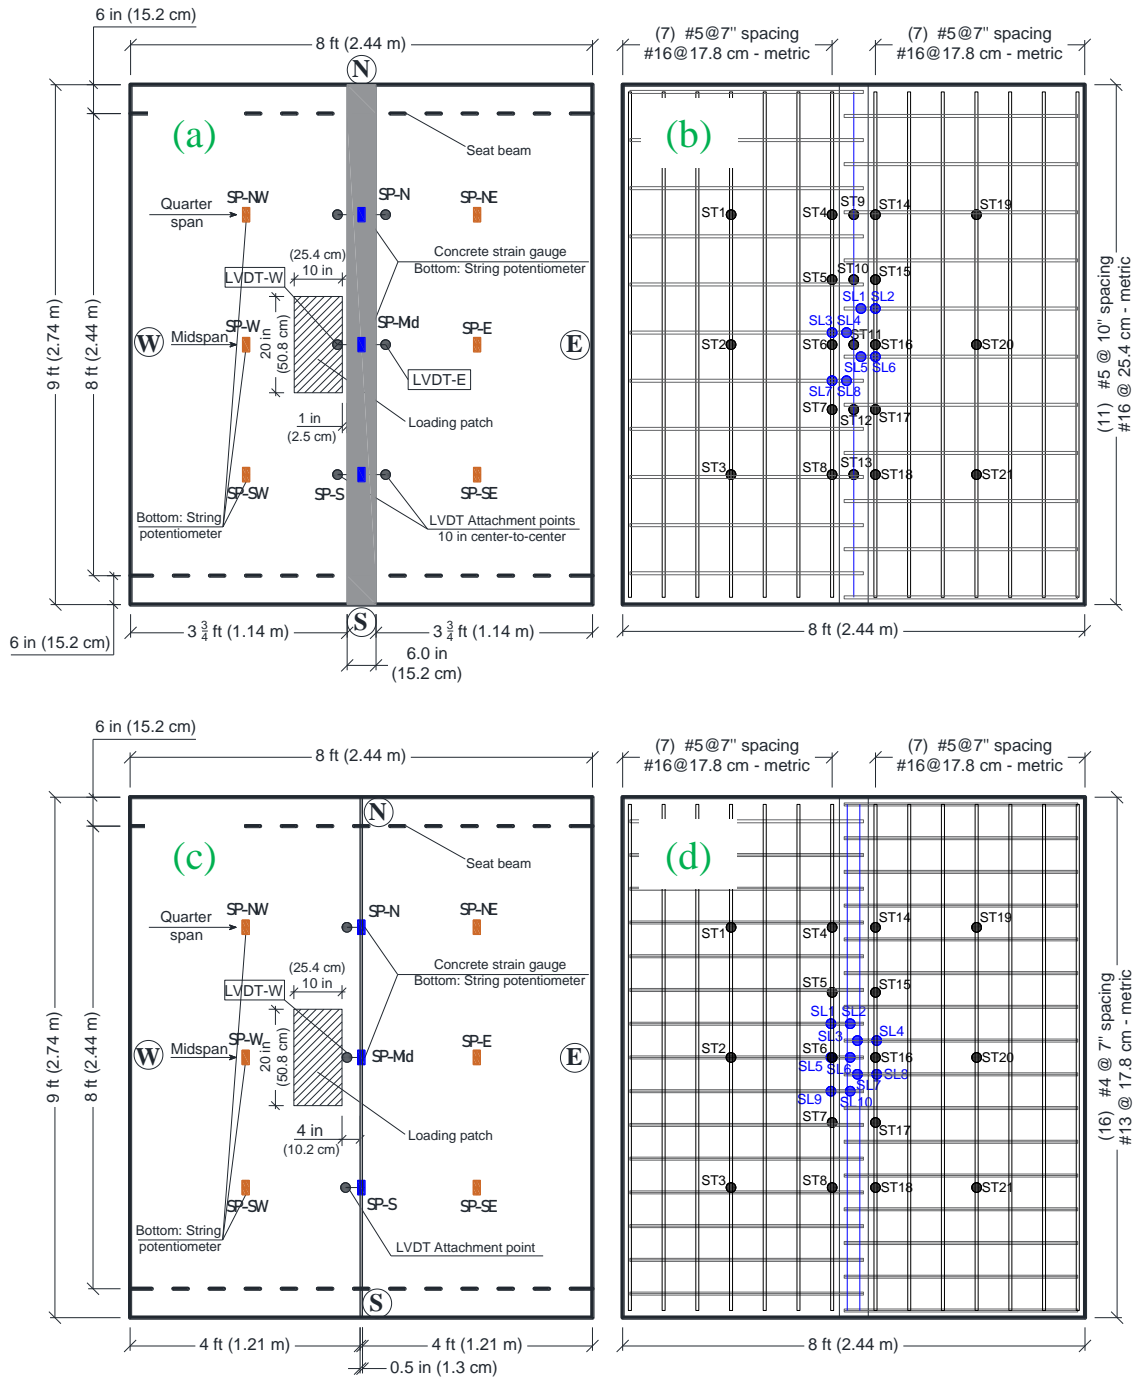 6 in (15.2 cm)
8 ft (2.44 m)
N
(a)
Seat beam
SP-NW
SP-N
SP-NE
Quarter
span
(25.4 cm)
10 in
Concrete strain gauge
Bottom: String potentiometer
LVDT-W
SP-W
SP-Md
SP-E
W
Midspan
20 in
(50.8 cm)
E
LVDT-E
1 in
(2.5 cm)
Loading patch
SP-SW
SP-S
SP-SE
Bottom: String
potentiometer
LVDT Attachment points
10 in center-to-center
9 ft (2.74 m)
8 ft (2.44 m)
S
6 in (15.2 cm)
3 3/4 ft (1.14 m)
3 3/4 ft (1.14 m)
6.0 in
(15.2 cm)
(7) #5@7" spacing
#16@17.8 cm - metric
(7) #5@7" spacing
#16@17.8 cm - metric
(b)
ST1
ST4
ST9
ST14
ST19
ST5
ST10
ST15
SL1
SL2
SL3
SL4
ST2
ST6
ST11
ST16
ST20
SL5
SL6
SL7
SL8
ST7
ST12
ST17
ST3
ST8
ST13
ST18
ST21
(11) #5 @ 10" spacing
#16 @ 25.4 cm - metric
8 ft (2.44 m)
6 in (15.2 cm)
8 ft (2.44 m)
N
(c)
Seat beam
SP-NW
SP-N
SP-NE
Quarter
span
(25.4 cm)
10 in
Concrete strain gauge
Bottom: String potentiometer
LVDT-W
SP-W
SP-Md
SP-E
W
Midspan
20 in
(50.8 cm)
E
4 in
(10.2 cm)
Loading patch
SP-SW
SP-S
SP-SE
Bottom: String
potentiometer
LVDT Attachment point
9 ft (2.74 m)
8 ft (2.44 m)
S
4 ft (1.21 m)
4 ft (1.21 m)
0.5 in (1.3 cm)
(7) #5@7" spacing
#16@17.8 cm - metric
(7) #5@7" spacing
#16@17.8 cm - metric
(d)
ST1
ST4
ST14
ST19
ST5
ST15
SL1
SL2
SL3
SL4
ST2
ST6
ST16
ST20
SL5
SL6
SL7
SL8
SL9
SL10
ST7
ST17
ST3
ST8
ST18
ST21
(16) #4 @ 7" spacing
#13 @ 17.8 cm - metric
8 ft (2.44 m)